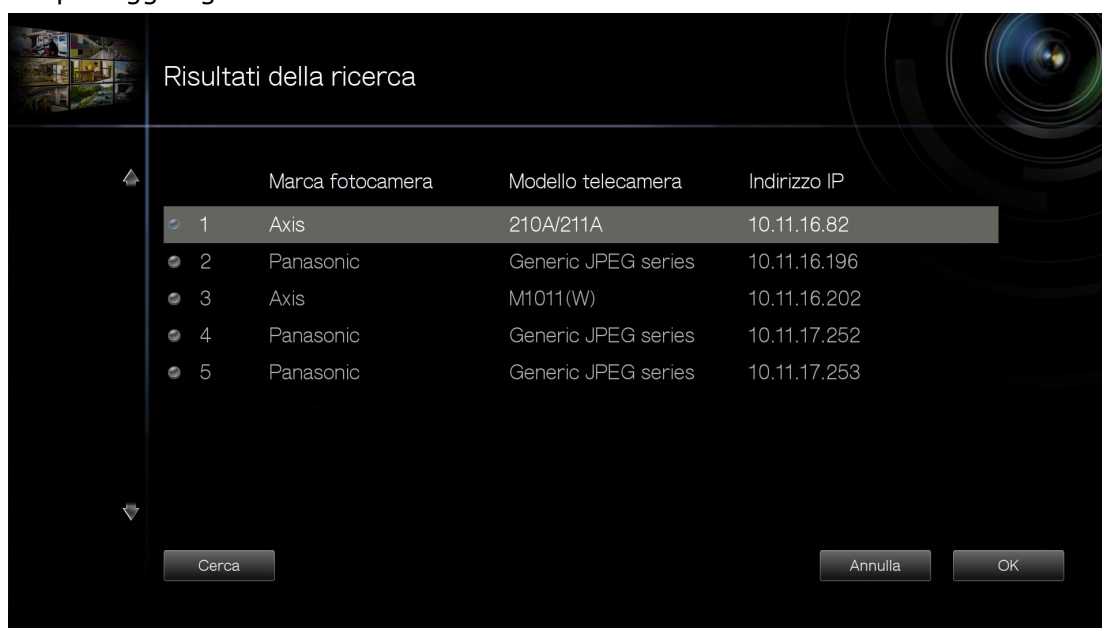 Risultati della ricerca
Marca fotocamera Modello telecamera Indirizzo IP
1 Axis 210A/211A 10.11.16.82
2 Panasonic Generic JPEG series 10.11.16.196
3 Axis M1011(W) 10.11.16.202
4 Panasonic Generic JPEG series 10.11.17.252
5 Panasonic Generic JPEG series 10.11.17.253
Cerca Annulla OK